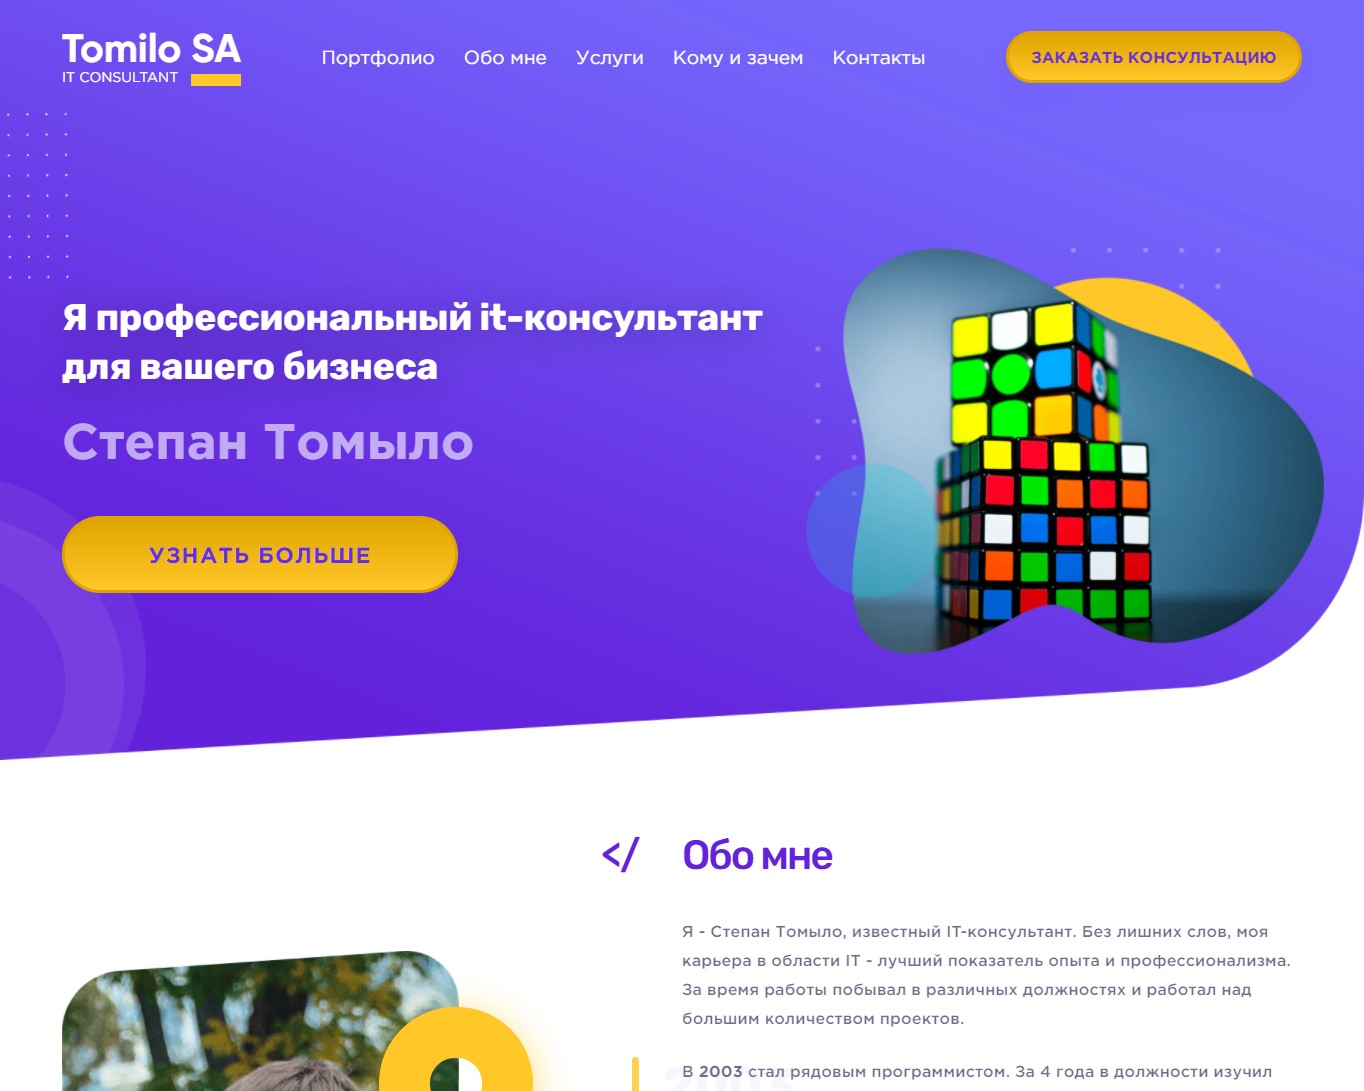 Tomilo SA
IT CONSULTANT
Портфолио Обо мне Услуги Кому и зачем Контакты
ЗАКАЗАТЬ КОНСУЛЬТАЦИЮ
Я профессиональный it-консультант
для вашего бизнеса
Степан Томыло
УЗНАТЬ БОЛЬШЕ
</ Обо мне
Я - Степан Томыло, известный IT-консультант. Без лишних слов, моя
карьера в области IT - лучший показатель опыта и профессионализма.
За время работы побывал в различных должностях и работал над
большим количеством проектов.
2003
В 2003 стал рядовым программистом. За 4 года в должности изучил